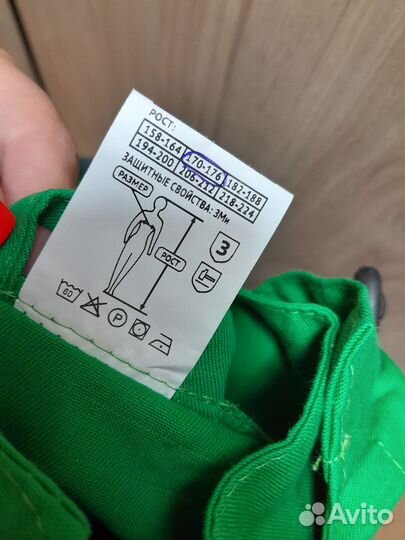 РОСТ:
158-164 170-176 182-188
194-200 206-212 218-224
ЗАЩИТНЫЕ СВОЙСТВА: ЗМи
РАЗМЕР
3
РОСТ
60
P
Avito